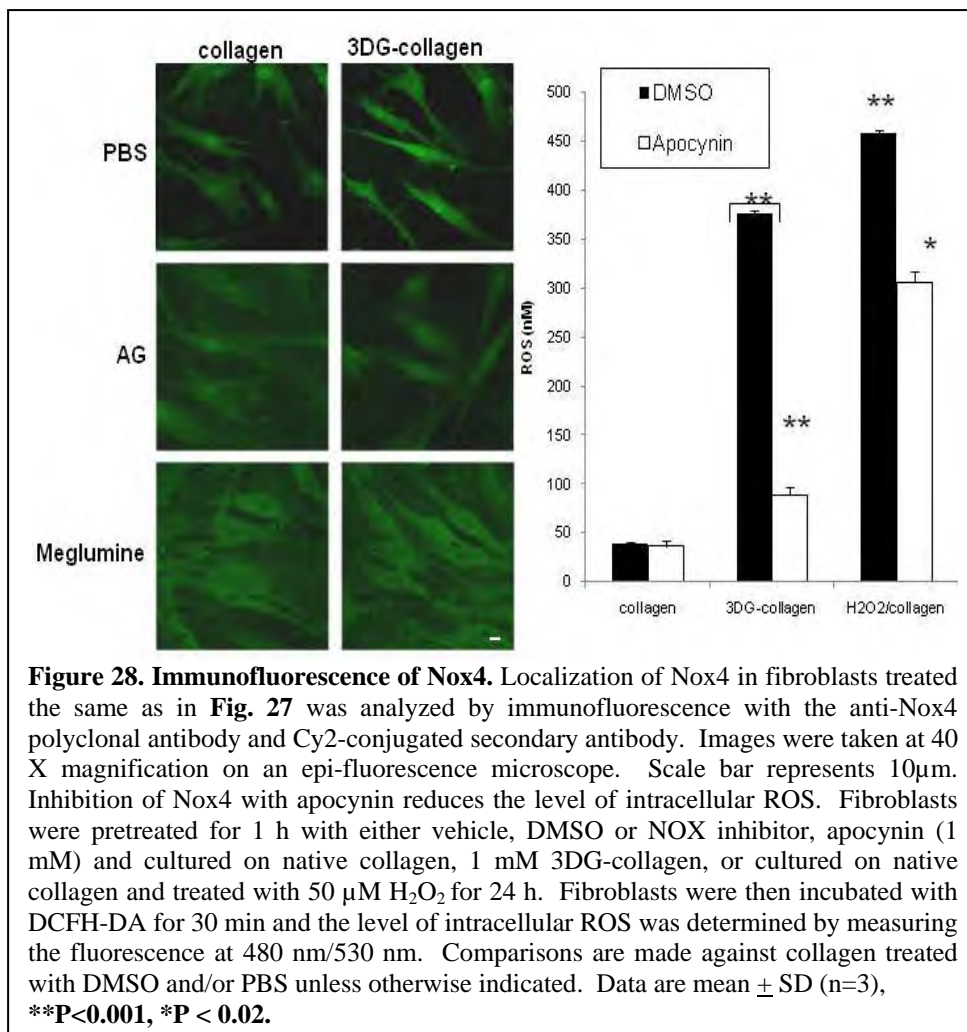 collagen 3DG-collagen
PBS
AG
Meglumine
ROS (nM)
500
450
400
350
300
250
200
150
100
50
0
DMSO
Apocynin
**
**
*
**
collagen
3DG-collagen
H2O2/collagen
Figure 28. Immunofluorescence of Nox4. Localization of Nox4 in fibroblasts treated
the same as in Fig. 27 was analyzed by immunofluorescence with the anti-Nox4
polyclonal antibody and Cy2-conjugated secondary antibody. Images were taken at 40
X magnification on an epi-fluorescence microscope. Scale bar represents 10µm.
Inhibition of Nox4 with apocynin reduces the level of intracellular ROS. Fibroblasts
were pretreated for 1 h with either vehicle, DMSO or NOX inhibitor, apocynin (1
mM) and cultured on native collagen, 1 mM 3DG-collagen, or cultured on native
collagen and treated with 50 µM H₂O₂ for 24 h. Fibroblasts were then incubated with
DCFH-DA for 30 min and the level of intracellular ROS was determined by measuring
the fluorescence at 480 nm/530 nm. Comparisons are made against collagen treated
with DMSO and/or PBS unless otherwise indicated. Data are mean ± SD (n=3),
**P<0.001, *P < 0.02.